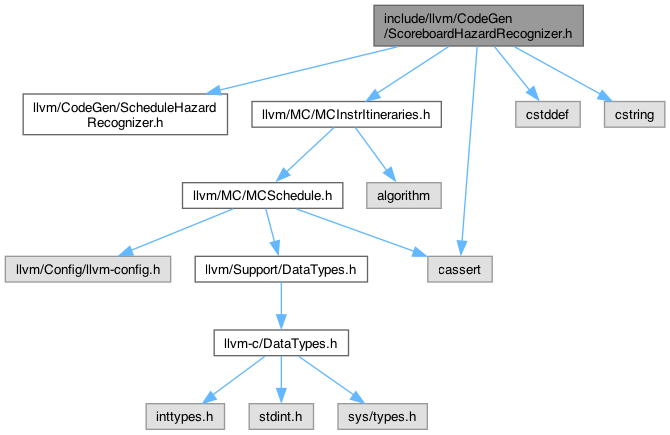 include/llvm/CodeGen
/ScoreboardHazardRecognizer.h
llvm/CodeGen/ScheduleHazard
Recognizer.h
llvm/MC/MCInstrItineraries.h
cstddef
cstring
llvm/MC/MCSchedule.h
algorithm
llvm/Config/llvm-config.h
llvm/Support/DataTypes.h
cassert
llvm-c/DataTypes.h
inttypes.h
stdint.h
sys/types.h